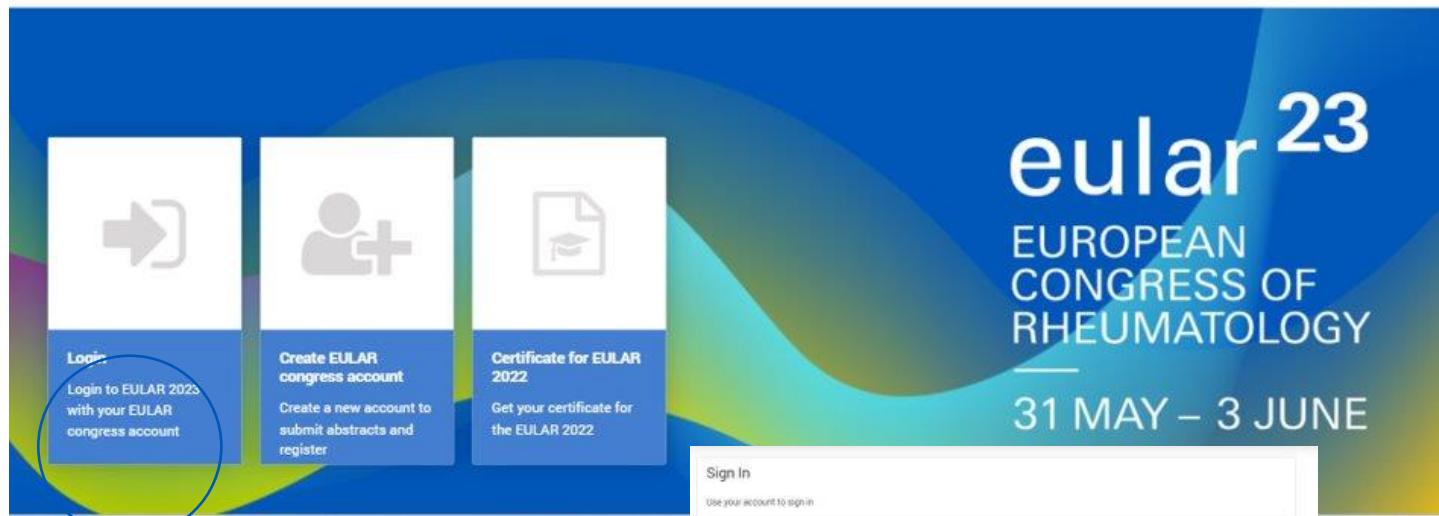 Login
Login to EULAR 2023
with your EULAR
congress account
Create EULAR
congress account
Create a new account to
submit abstracts and
register
Certificate for EULAR
2022
Get your certificate for
the EULAR 2022
eular 23
EUROPEAN
CONGRESS OF
RHEUMATOLOGY
31 MAY – 3 JUNE
Sign In
Use your account to sign in